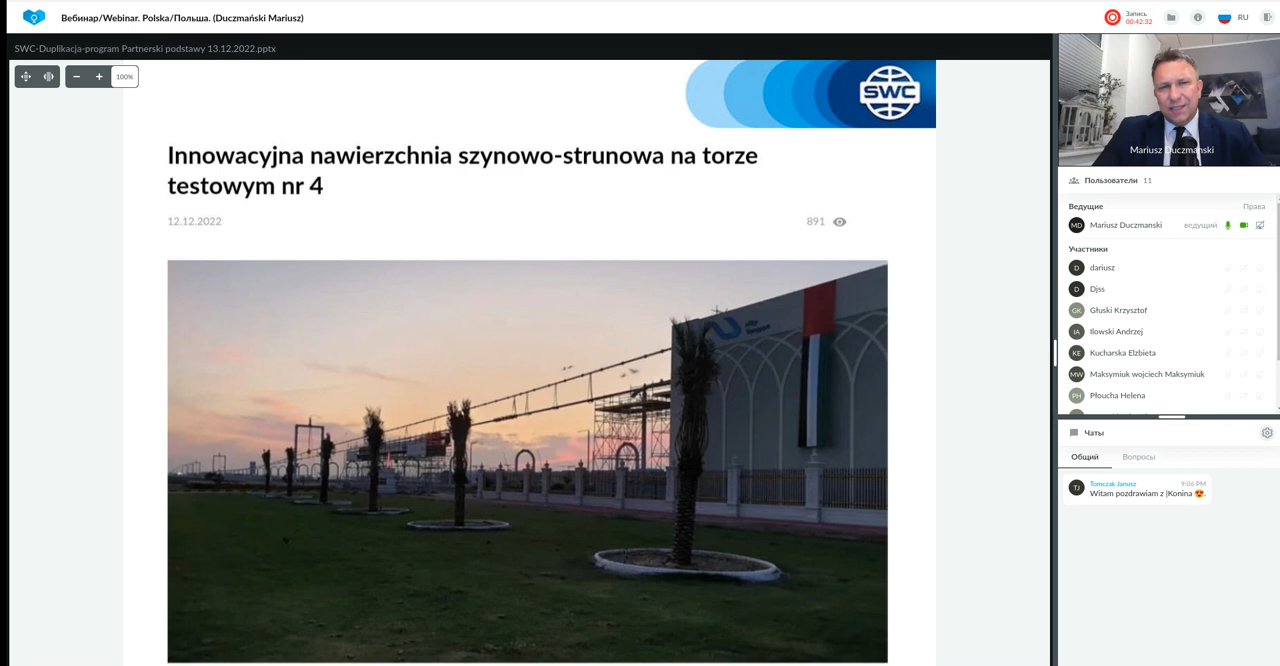 Вебинар/Webinar. Polska/Польша. (Duczmański Mariusz)
Запись
00:42:32
RU
SWC-Duplikacja-program Partnerski podstawy 13.12.2022.pptx
100%
SWC
Innowacyjna nawierzchnia szynowo-strunowa na torze
testowym nr 4
12.12.2022
891
Mariusz Duczmanski
Пользователи 11
Ведущие Права
MD Mariusz Duczmanski ведущий
Участники
D dariusz
D Djss
GK Głuski Krzysztof
IA Ilowski Andrzej
KE Kucharska Elzbieta
MW Maksymiuk wojciech Maksymiuk
PH Płoucha Helena
Чаты
Общий Вопросы
TJ Tomczak Janusz 9:06 PM
Witam pozdrawiam z |Konina 😍.